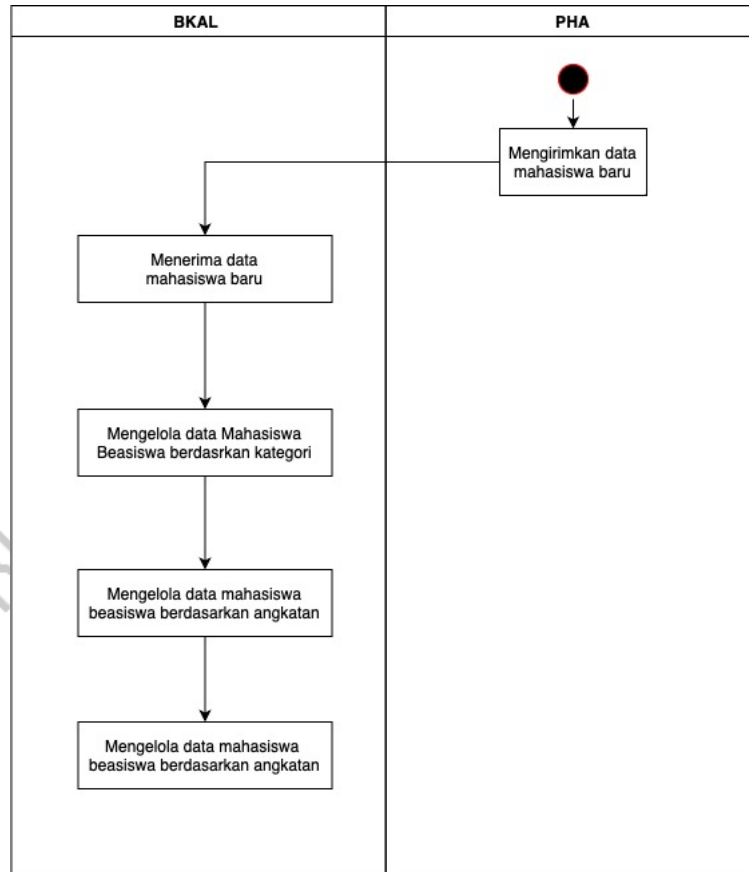 BKAL
PHA
Mengirimkan data
mahasiswa baru
Menerima data
mahasiswa baru
Mengelola data Mahasiswa
Beasiswa berdasrkan kategori
Mengelola data mahasiswa
beasiswa berdasarkan angkatan
Mengelola data mahasiswa
beasiswa berdasarkan angkatan